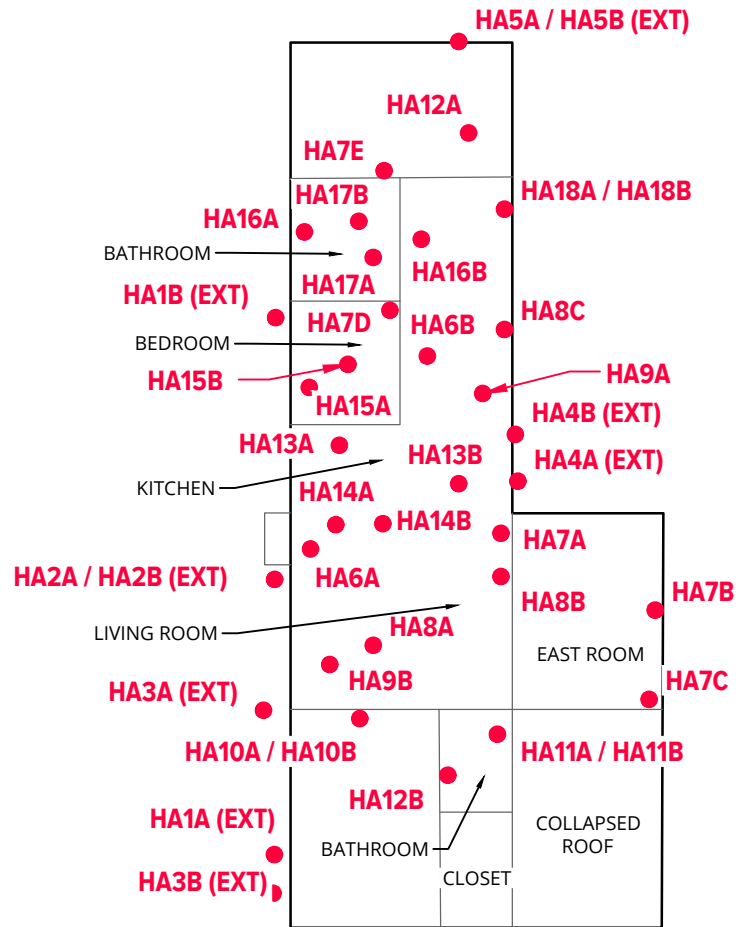 HA5A / HA5B (EXT)
HA12A
HA7E
HA17B
HA18A / HA18B
HA16A
BATHROOM
HA16B
HA17A
HA1B (EXT)
HA7D
HA8C
HA6B
BEDROOM
HA15B
HA9A
HA15A
HA4B (EXT)
HA13A
HA4A (EXT)
HA13B
KITCHEN
HA14A
HA14B
HA7A
HA6A
HA2A / HA2B (EXT)
HA8B
HA7B
LIVING ROOM
HA8A
EAST ROOM
HA9B
HA7C
HA3A (EXT)
HA10A / HA10B
HA11A / HA11B
HA12B
HA1A (EXT)
BATHROOM
COLLAPSED
ROOF
HA3B (EXT)
CLOSET